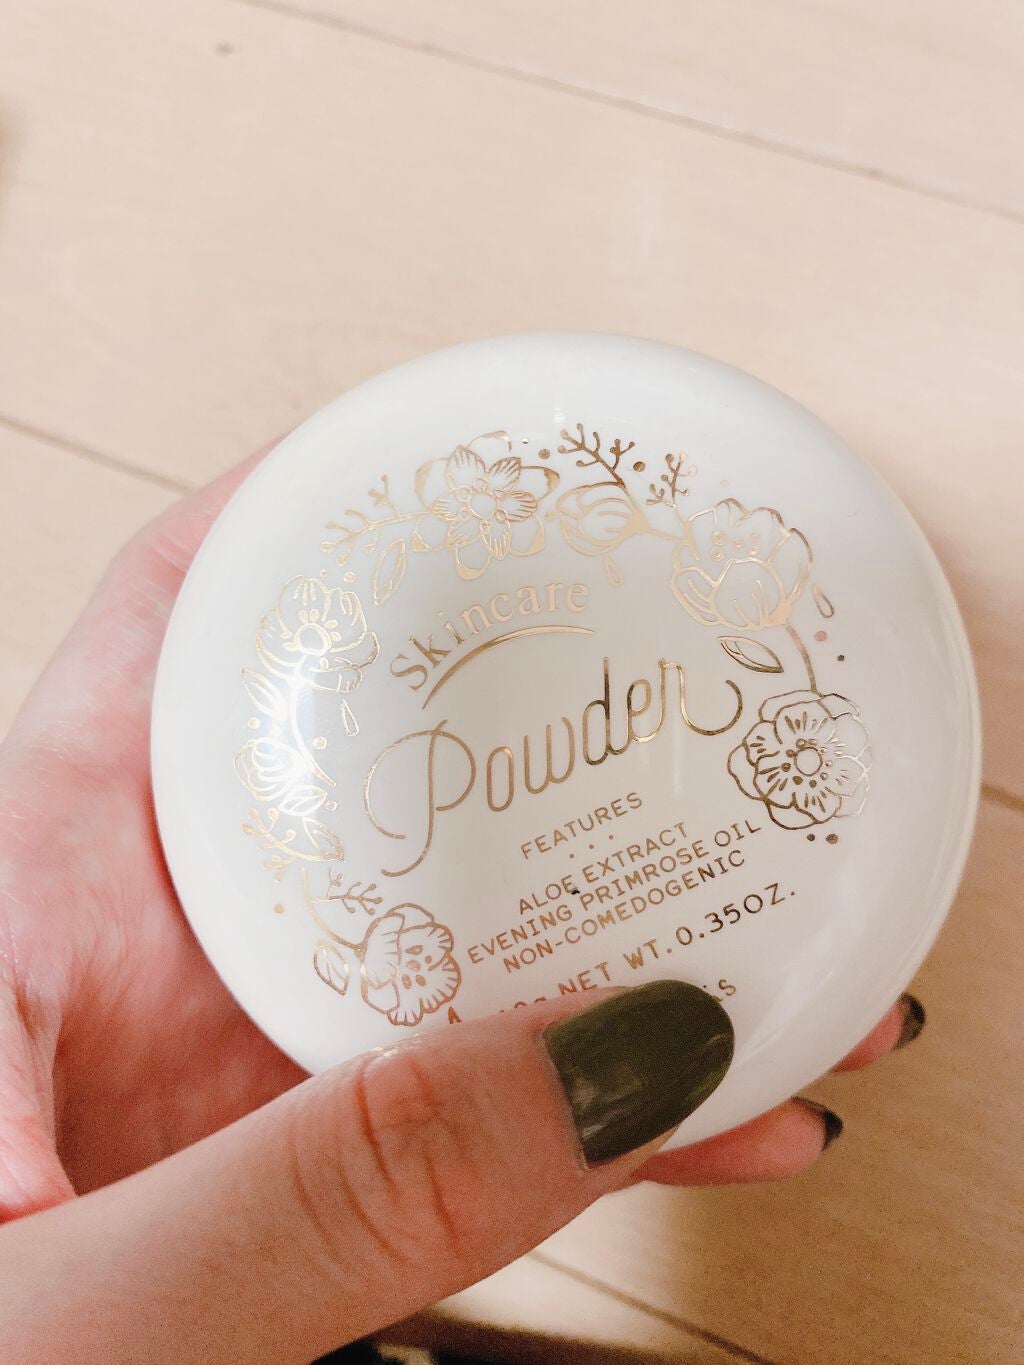 Skincare
Powder
FEATURES
ALOE EXTRACT
EVENING PRIMROSE OIL
NON-COMEDOGENIC
NET WT. 0.35OZ.